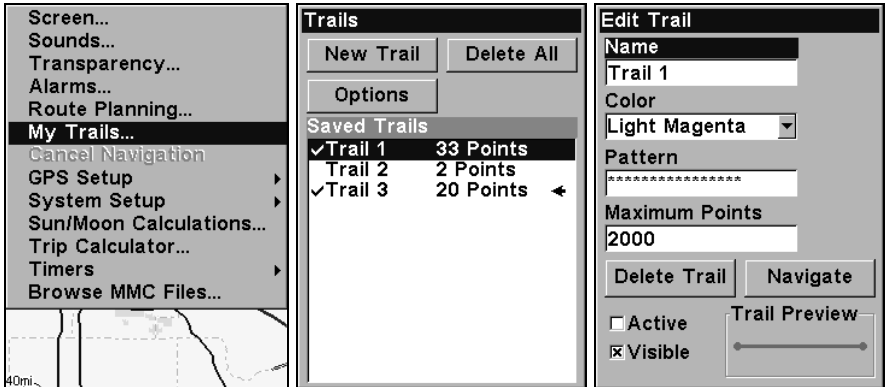 Screen...
Sounds...
Transparency...
Alarms...
Route Planning...
My Trails...
Cancel Navigation
GPS Setup
System Setup
Sun/Moon Calculations...
Trip Calculator...
Timers
Browse MMC Files...
40mi
Trails
New Trail Delete All
Options
Saved Trails
Trail 1 33 Points
Trail 2 2 Points
Trail 3 20 Points
Edit Trail
Name
Trail 1
Color
Light Magenta
Pattern
****************
Maximum Points
2000
Delete Trail Navigate
Active
Visible
Trail Preview